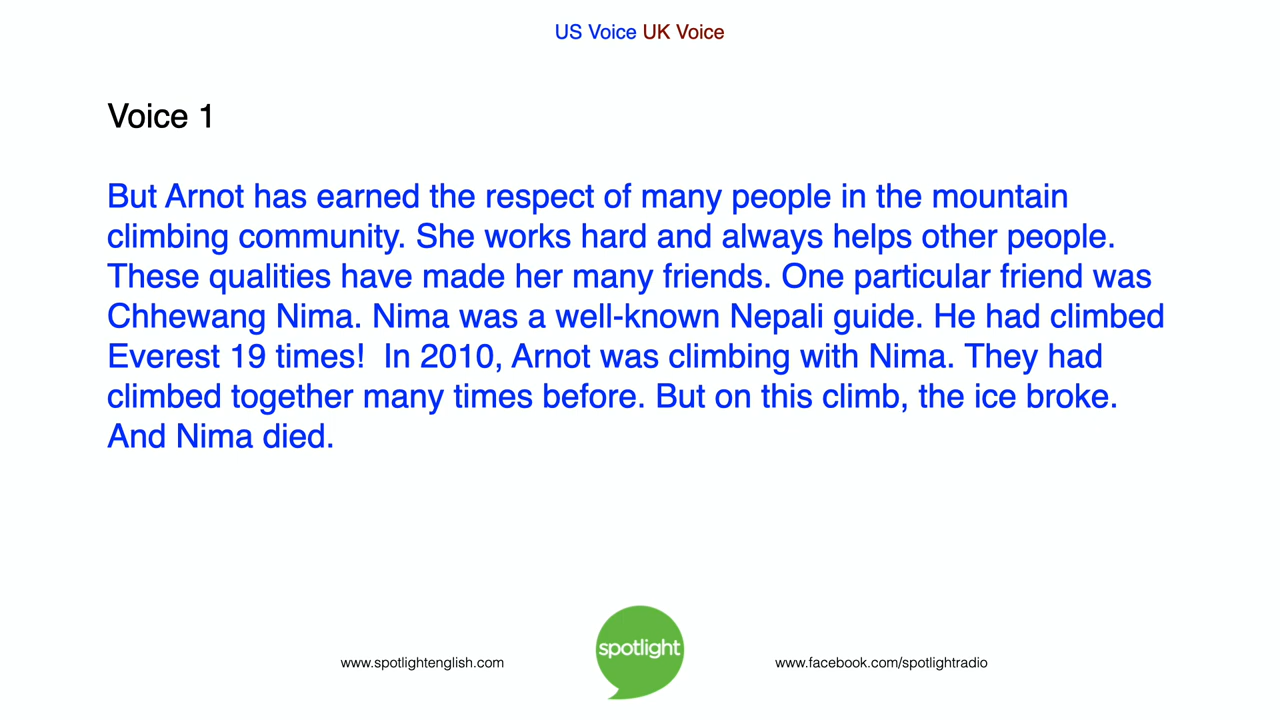 US Voice UK Voice
Voice 1
But Arnot has earned the respect of many people in the mountain
climbing community. She works hard and always helps other people.
These qualities have made her many friends. One particular friend was
Chhewang Nima. Nima was a well-known Nepali guide. He had climbed
Everest 19 times!  In 2010, Arnot was climbing with Nima. They had
climbed together many times before. But on this climb, the ice broke.
And Nima died.
spotlight
www.spotlightenglish.com
www.facebook.com/spotlightradio